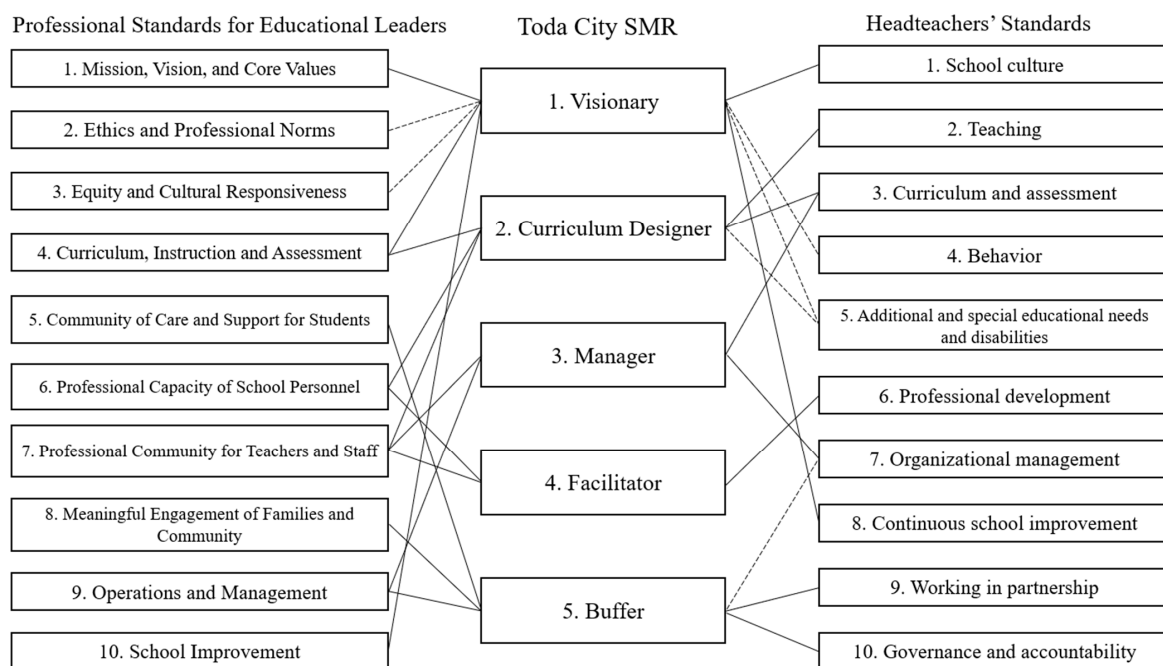 Professional Standards for Educational Leaders
1. Mission, Vision, and Core Values
2. Ethics and Professional Norms
3. Equity and Cultural Responsiveness
4. Curriculum, Instruction and Assessment
5. Community of Care and Support for Students
6. Professional Capacity of School Personnel
7. Professional Community for Teachers and Staff
8. Meaningful Engagement of Families and
Community
9. Operations and Management
10. School Improvement
Toda City SMR
1. Visionary
2. Curriculum Designer
3. Manager
4. Facilitator
5. Buffer
Headteachers’ Standards
1. School culture
2. Teaching
3. Curriculum and assessment
4. Behavior
5. Additional and special educational needs
and disabilities
6. Professional development
7. Organizational management
8. Continuous school improvement
9. Working in partnership
10. Governance and accountability